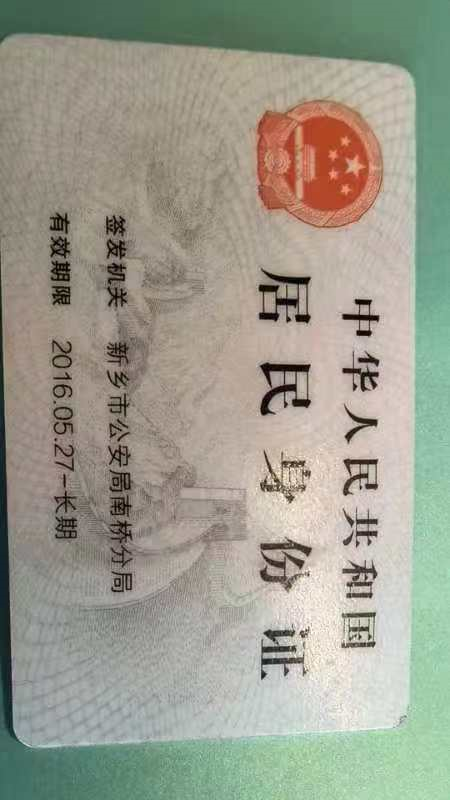 中华人民共和国
居民身份证
签发机关 新乡市公安局南桥分局
有效期限 2016.05.27-长期